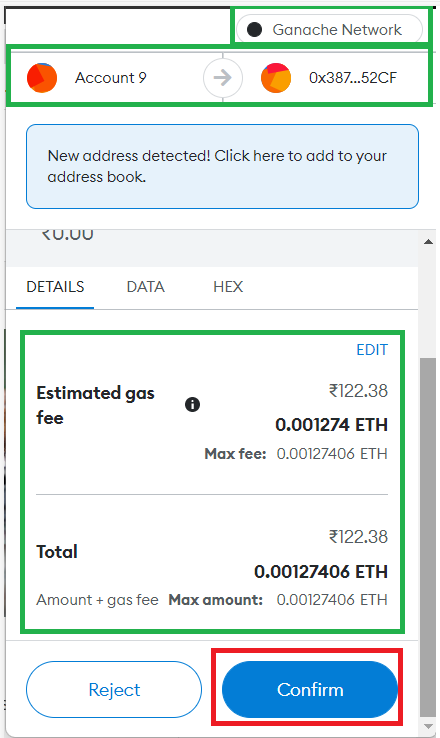 Ganache Network
Account 9 0x387...52CF
New address detected! Click here to add to your
address book.
₹0.00
DETAILS DATA HEX
EDIT
Estimated gas
fee
₹122.38
0.001274 ETH
Max fee: 0.00127406 ETH
Total
₹122.38
0.00127406 ETH
Amount + gas fee Max amount: 0.00127406 ETH
Reject Confirm